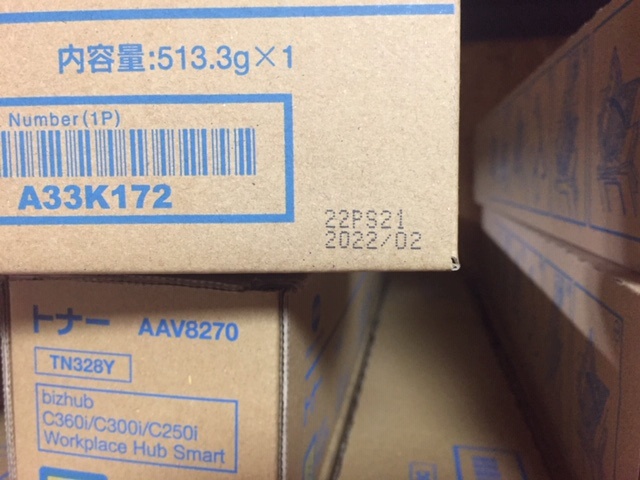 内容量:513.3g×1
Number(1P)
A33K172
22PS21
2022/02
トナー AAV8270
TN328Y
bizhub
C360i/C300i/C250i
Workplace Hub Smart